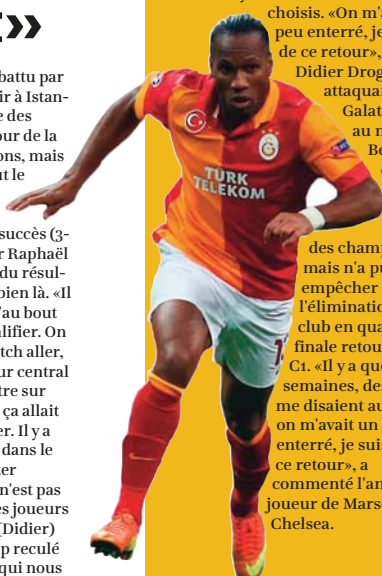 »
battu par
ir à Istan-
e des
our de la
ons, mais
ut le
succès (3-
r Raphaël
du résul-
bien là. «Il
'au bout
alifier. On
tch aller,
ur central
tre sur
ça allait
er. Il y a
dans le
ter
n'est pas
es joueurs
(Didier)
p reculé
qui nous
choisis. «On m'a
peu enterré, je
de ce retour»,
Didier Drog
attaquar
Galat
au m
Be
des champ
mais n'a pu
empêcher
l'éliminatio
club en qua
finale retou
C1. «Il y a que
semaines, des
me disaient au
on m'avait un
enterré, je suis
ce retour», a
commenté l'an
joueur de Marse
Chelsea.
TÜRK
TELEKOM